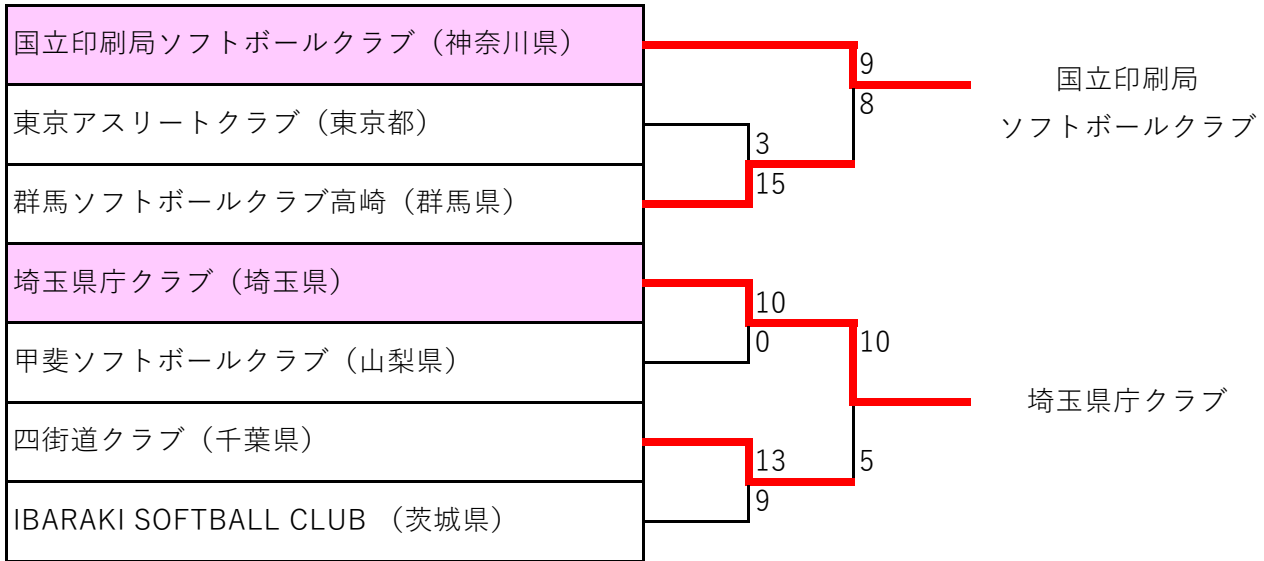 国立印刷局ソフトボールクラブ（神奈川県）
東京アスリートクラブ（東京都）
群馬ソフトボールクラブ高崎（群馬県）
埼玉県庁クラブ（埼玉県）
甲斐ソフトボールクラブ（山梨県）
四街道クラブ（千葉県）
IBARAKI SOFTBALL CLUB （茨城県）
3
15
10
0
13
9
9
8
10
5
国立印刷局
ソフトボールクラブ
埼玉県庁クラブ